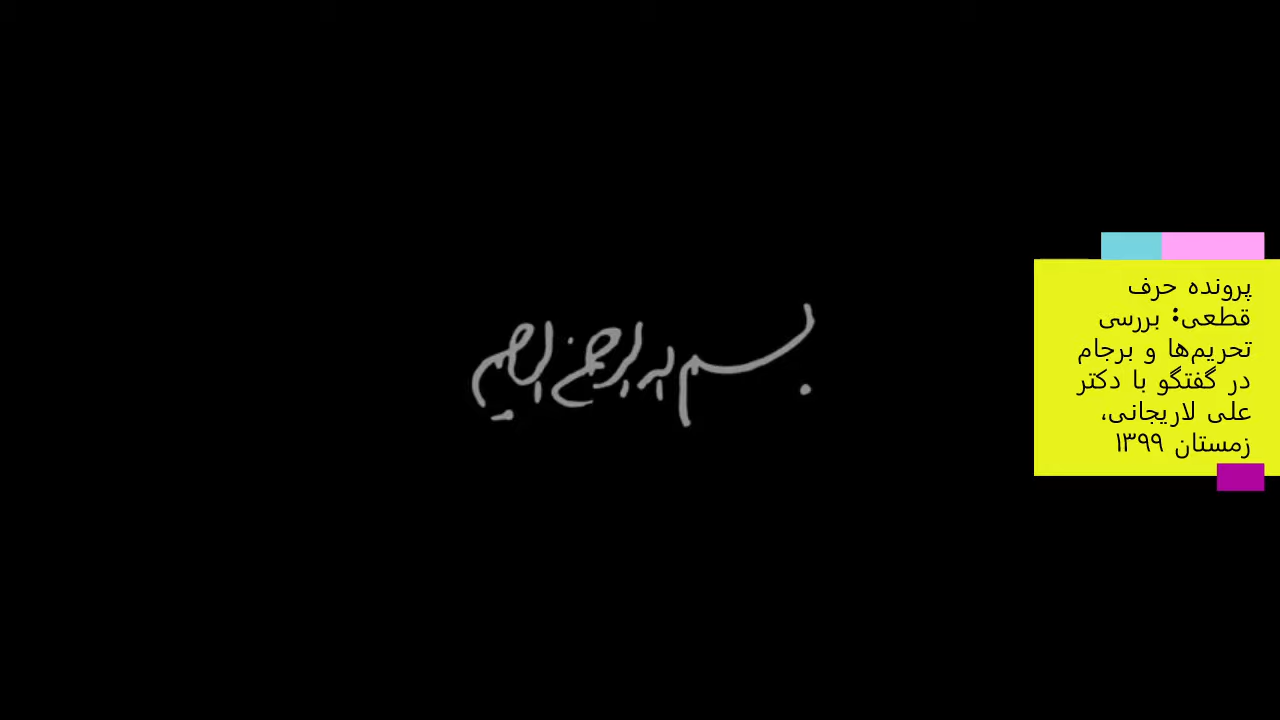 بسم الله الرحمن الرحیم
پرونده حرف
قطعی: بررسی
تحریم‌ها و برجام
در گفتگو با دکتر
علی لاریجانی،
زمستان ۱۳۹۹